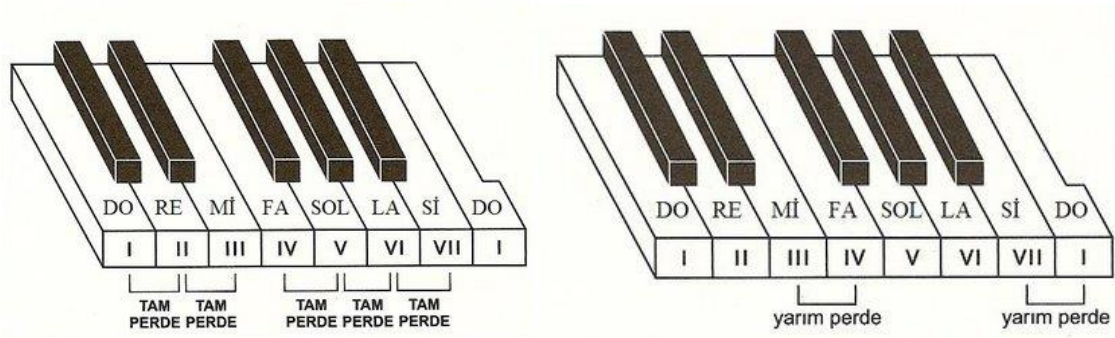 DO RE Mİ FA SOL LA Sİ DO
I II III IV V VI VII I
TAM PERDE TAM PERDE TAM PERDE TAM PERDE TAM PERDE
DO RE Mİ FA SOL LA Sİ DO
I II III IV V VI VII I
yarım perde yarım perde